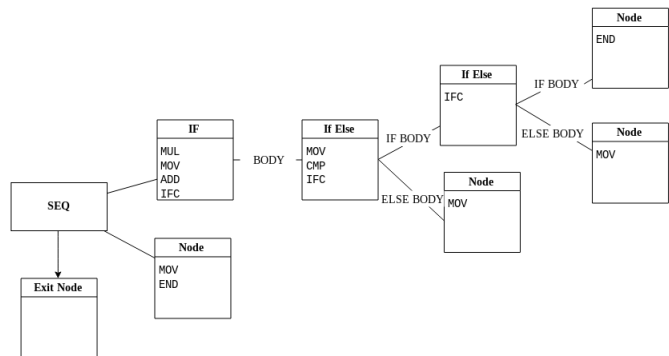 Node
END
If Else
IFC
IF BODY
ELSE BODY
Node
MOV
IF
MUL
MOV
ADD
IFC
BODY
If Else
MOV
CMP
IFC
IF BODY
ELSE BODY
Node
MOV
SEQ
Node
MOV
END
Exit Node